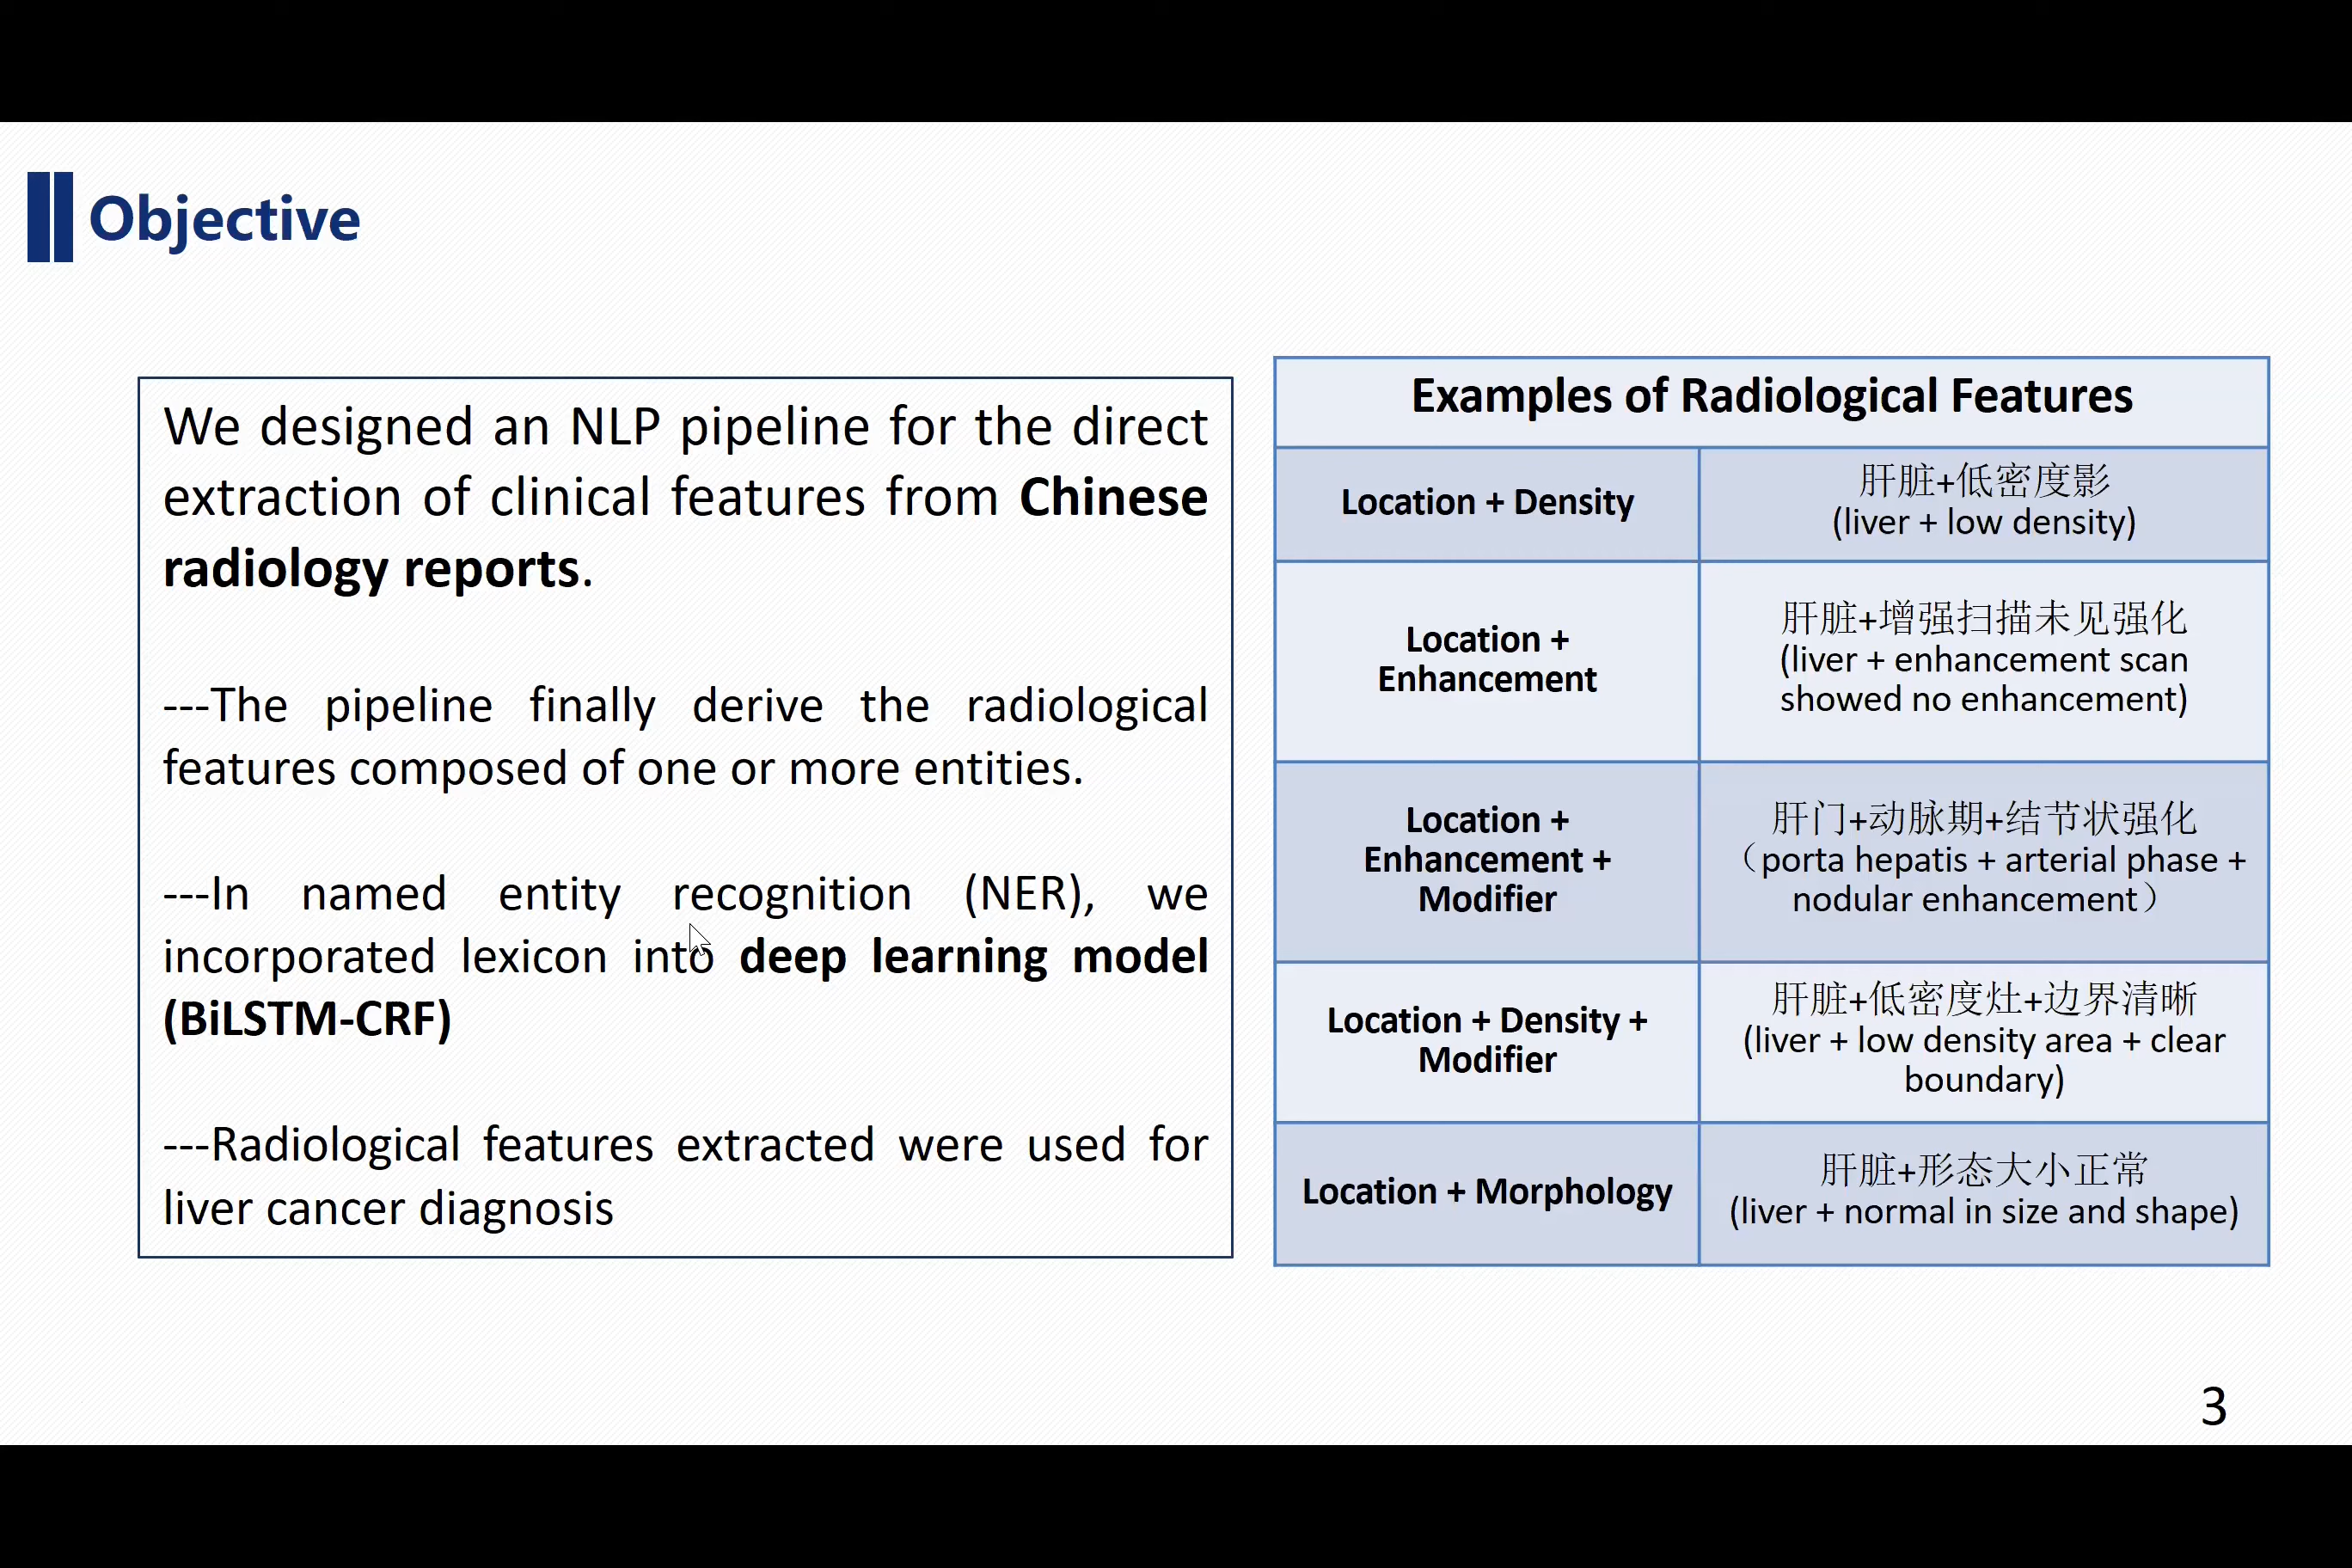 Objective
We designed an NLP pipeline for the direct
extraction of clinical features from Chinese
radiology reports.
---The pipeline finally derive the radiological
features composed of one or more entities.
---In named entity recognition (NER), we
incorporated lexicon into deep learning model
(BiLSTM-CRF)
---Radiological features extracted were used for
liver cancer diagnosis
Examples of Radiological Features
Location + Density
肝脏+低密度影
(liver + low density)
Location +
Enhancement
肝脏+增强扫描未见强化
(liver + enhancement scan
showed no enhancement)
Location +
Enhancement +
Modifier
肝门+动脉期+结节状强化
（porta hepatis + arterial phase +
nodular enhancement）
Location + Density +
Modifier
肝脏+低密度灶+边界清晰
(liver + low density area + clear
boundary)
Location + Morphology
肝脏+形态大小正常
(liver + normal in size and shape)
3